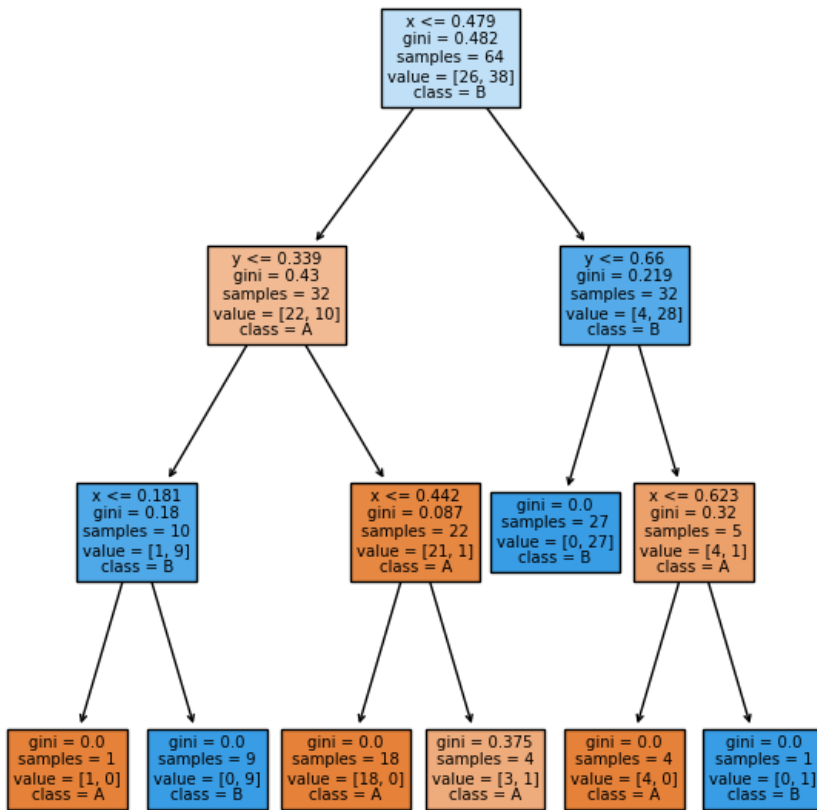 x <= 0.479
gini = 0.482
samples = 64
value = [26, 38]
class = B
y <= 0.339
gini = 0.43
samples = 32
value = [22, 10]
class = A
y <= 0.66
gini = 0.219
samples = 32
value = [4, 28]
class = B
x <= 0.181
gini = 0.18
samples = 10
value = [1, 9]
class = B
x <= 0.442
gini = 0.087
samples = 22
value = [21, 1]
class = A
gini = 0.0
samples = 27
value = [0, 27]
class = B
x <= 0.623
gini = 0.32
samples = 5
value = [4, 1]
class = A
gini = 0.0
samples = 1
value = [1, 0]
class = A
gini = 0.0
samples = 9
value = [0, 9]
class = B
gini = 0.0
samples = 18
value = [18, 0]
class = A
gini = 0.375
samples = 4
value = [3, 1]
class = A
gini = 0.0
samples = 4
value = [4, 0]
class = A
gini = 0.0
samples = 1
value = [0, 1]
class = B